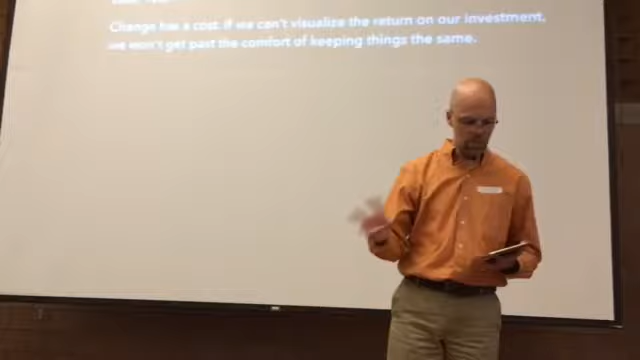 Change has a cost. If we can't visualize the return on our investment,
we won't get past the comfort of keeping things the same.